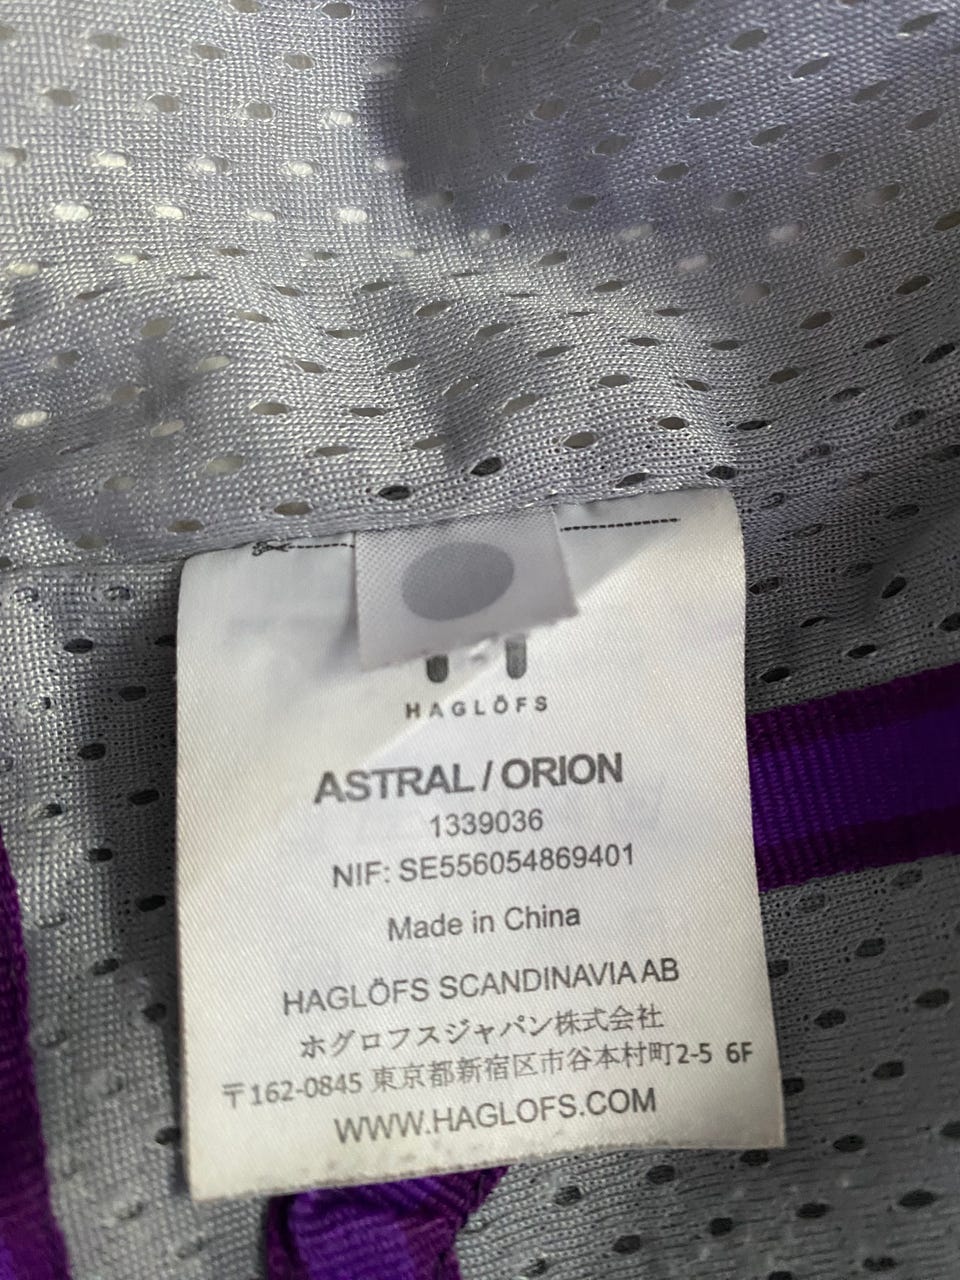 HAGLÖFS
ASTRAL / ORION
1339036
NIF: SE556054869401
Made in China
HAGLÖFS SCANDINAVIA AB
ホグロフスジャパン株式会社
〒162-0845 東京都新宿区市谷本村町2-5 6F
WWW.HAGLOFS.COM